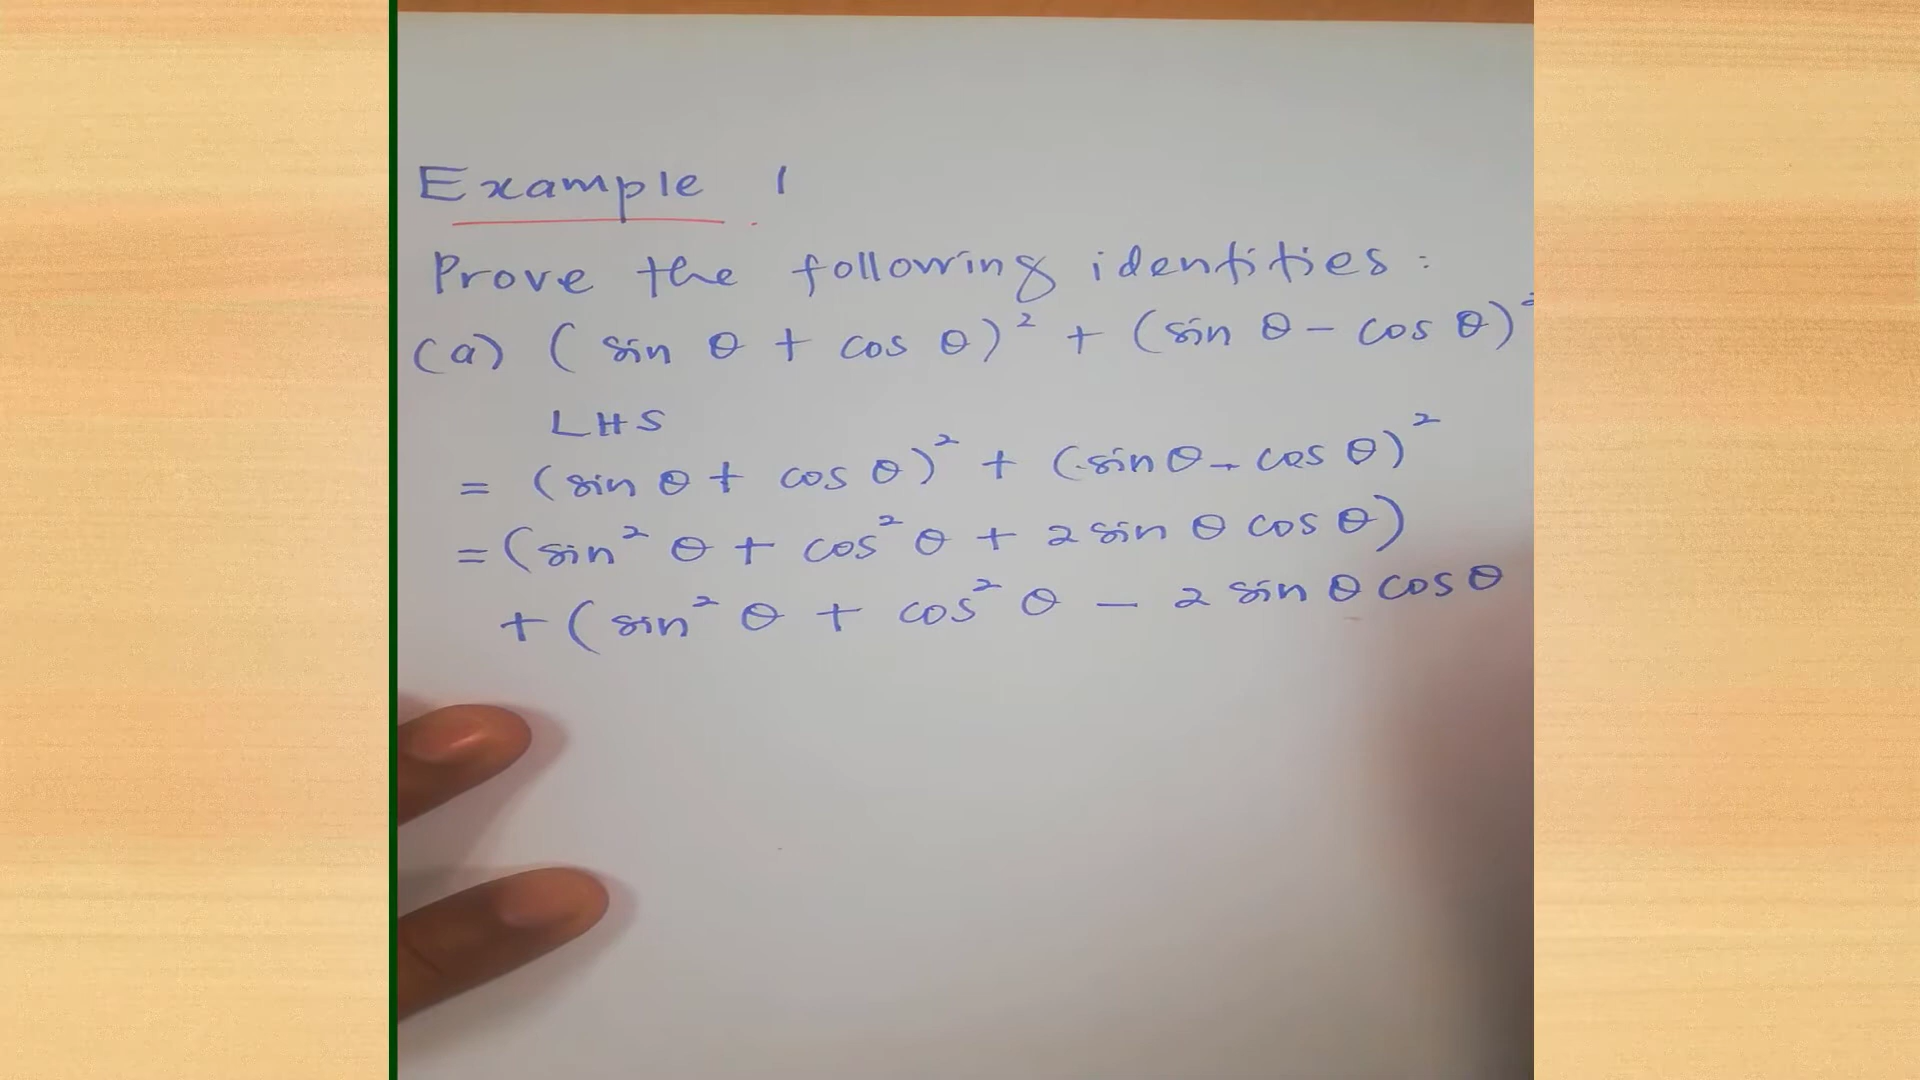 Example 1
Prove the following identities :
(a) ( sin θ + cos θ)² + (sin θ - cos θ)²
LHS
= (sin θ + cos θ)² + (sin θ - cos θ)²
= (sin² θ + cos² θ + 2 sin θ cos θ)
+ (sin² θ + cos² θ - 2 sin θ cos θ